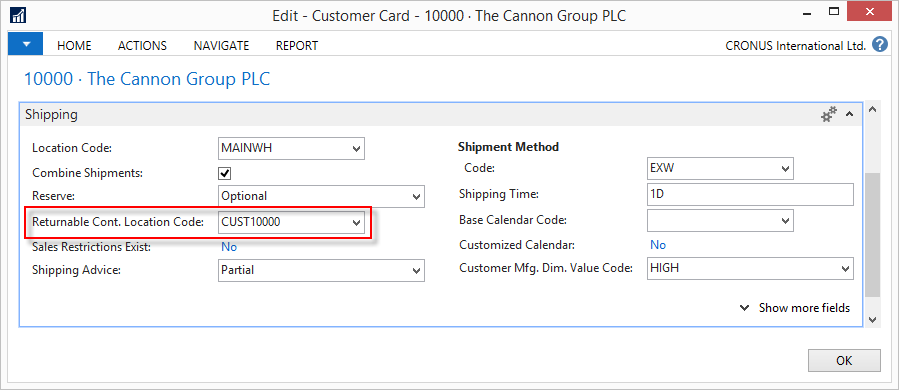 Edit - Customer Card - 10000 · The Cannon Group PLC
HOME ACTIONS NAVIGATE REPORT CRONUS International Ltd. ?
10000 · The Cannon Group PLC
Shipping
Location Code: MAINWH
Combine Shipments:
Reserve: Optional
Returnable Cont. Location Code: CUST10000
Sales Restrictions Exist: No
Shipping Advice: Partial
Shipment Method
Code: EXW
Shipping Time: 1D
Base Calendar Code:
Customized Calendar: No
Customer Mfg. Dim. Value Code: HIGH
Show more fields
OK